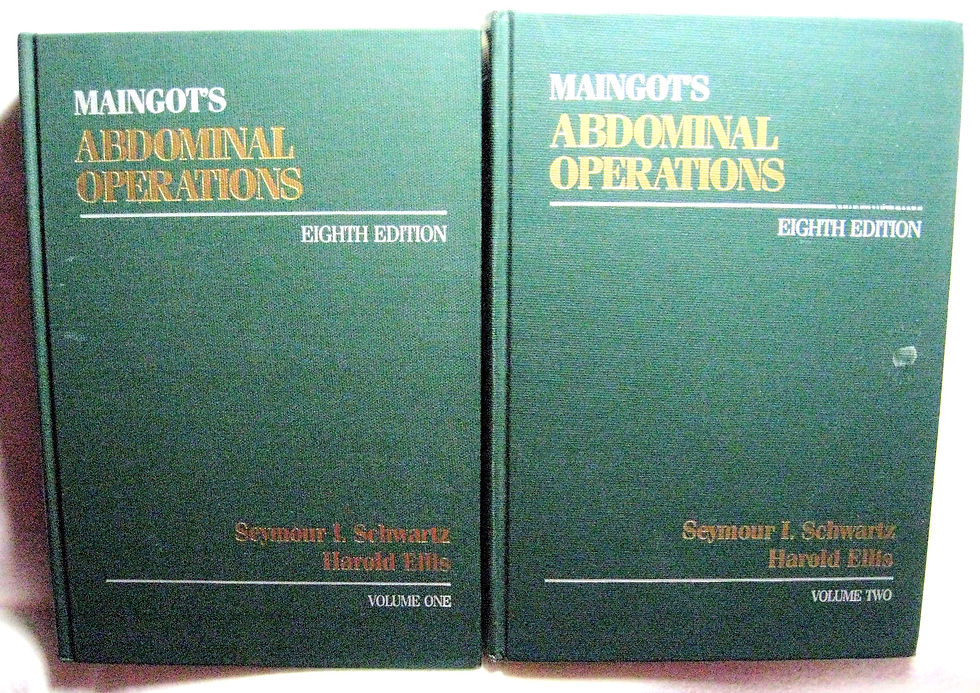 MAINGOT'S
ABDOMINAL
OPERATIONS
EIGHTH EDITION
Seymour I. Schwartz
Harold Ellis
VOLUME ONE
MAINGOT'S
ABDOMINAL
OPERATIONS
EIGHTH EDITION
Seymour I. Schwartz
Harold Ellis
VOLUME TWO